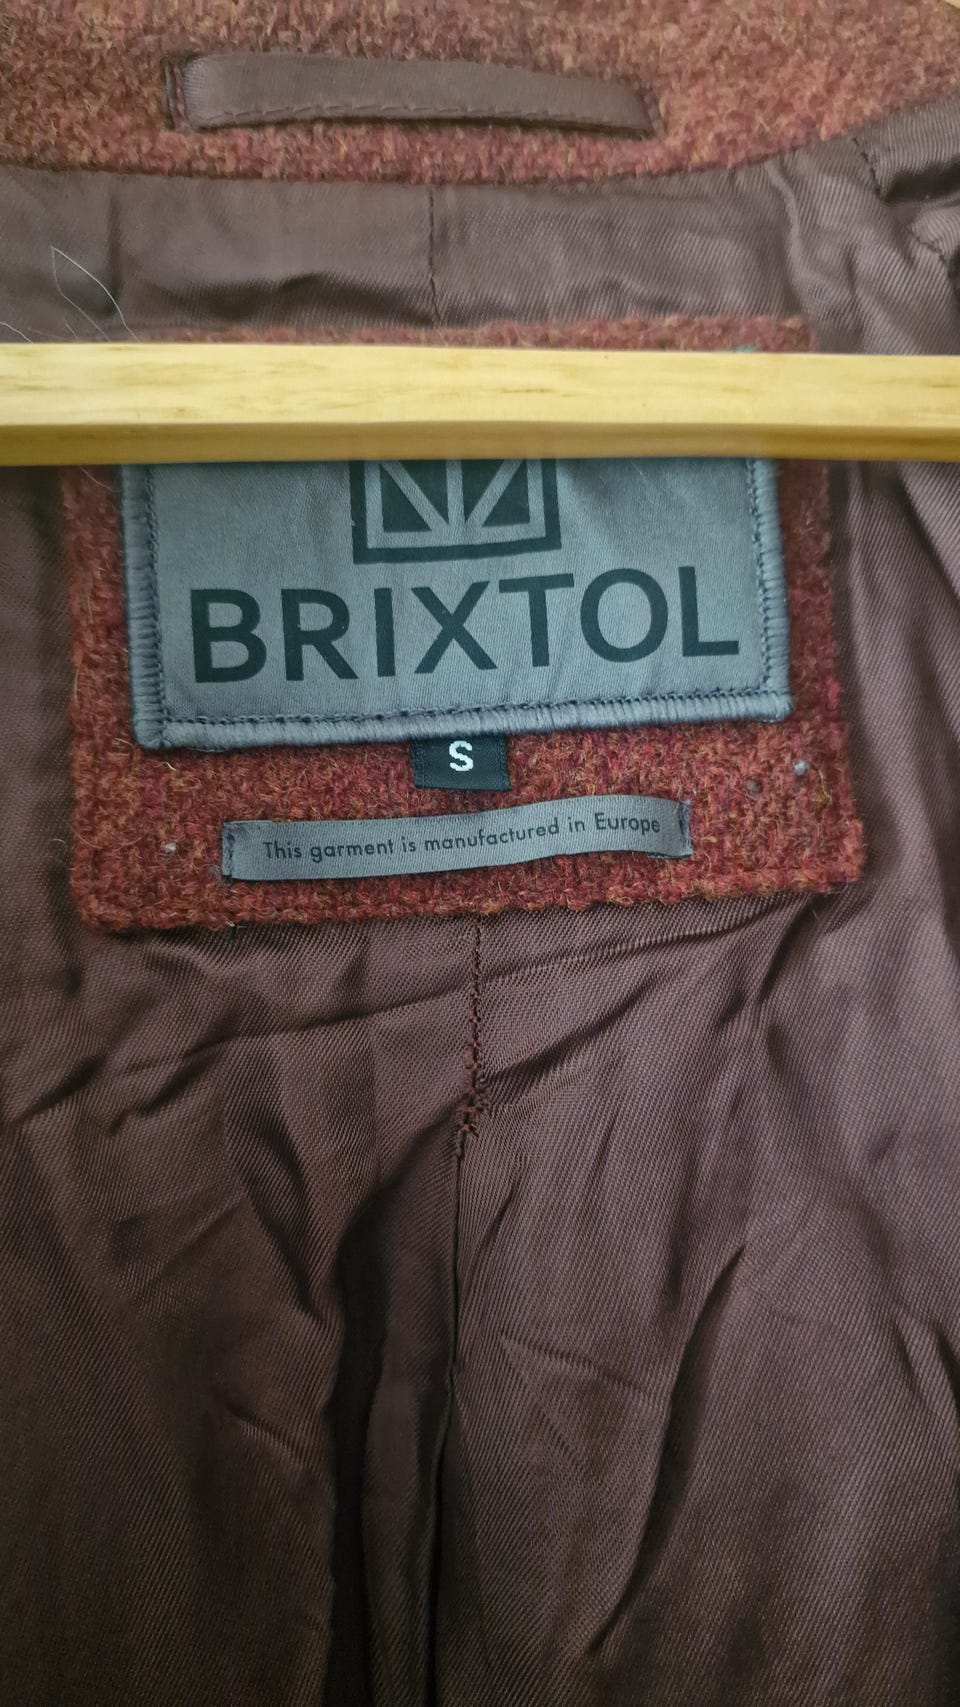 BRIXTOL
S
This garment is manufactured in Europe